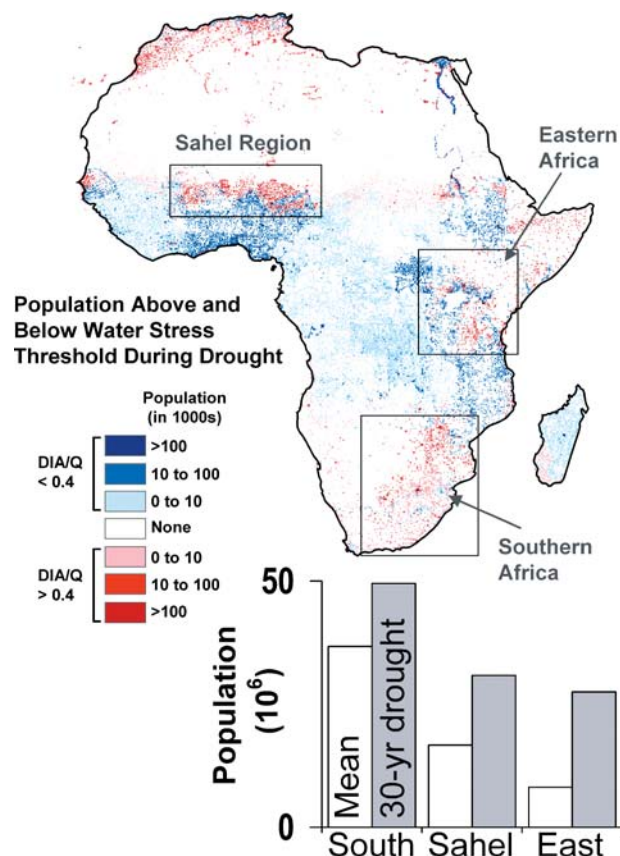 Sahel Region
Eastern
Africa
Population Above and
Below Water Stress
Threshold During Drought
Population
(in 1000s)
DIA/Q
< 0.4
>100
10 to 100
0 to 10
None
DIA/Q
> 0.4
0 to 10
10 to 100
>100
Southern
Africa
Population
(10⁶)
50
0
Mean
30-yr drought
South
Sahel
East